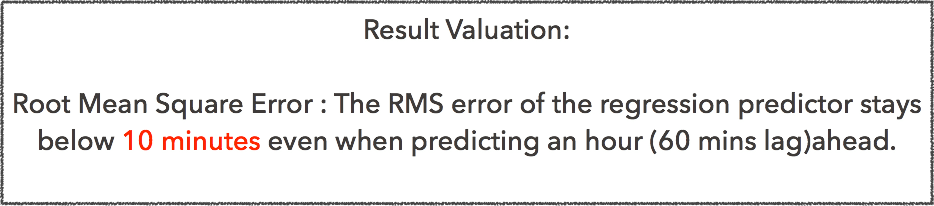 Result Valuation:
Root Mean Square Error : The RMS error of the regression predictor stays
below 10 minutes even when predicting an hour (60 mins lag)ahead.